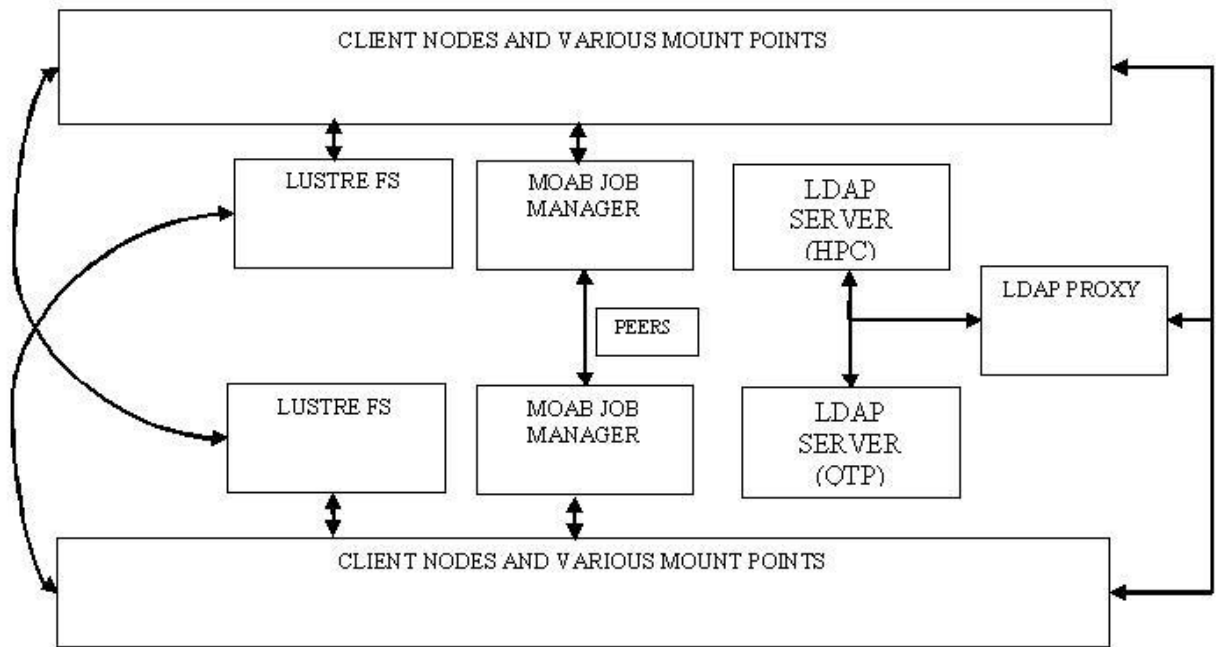 CLIENT NODES AND VARIOUS MOUNT POINTS
LUSTRE FS
MOAB JOB
MANAGER
LDAP
SERVER
(HPC)
LDAP PROXY
PEERS
LUSTRE FS
MOAB JOB
MANAGER
LDAP
SERVER
(QTP)
CLIENT NODES AND VARIOUS MOUNT POINTS